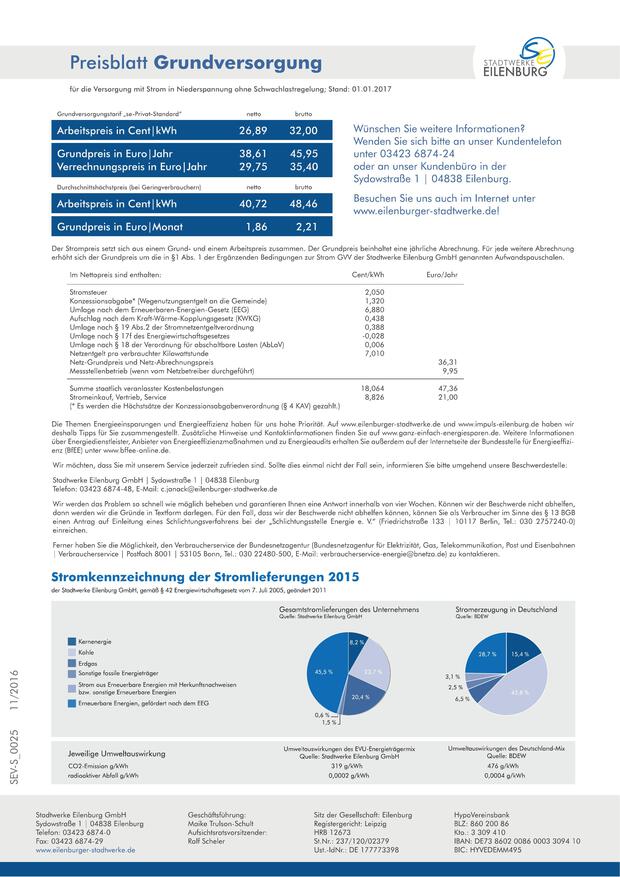 Preisblatt Grundversorgung
STADTWERKE
EILENBURG
für die Versorgung mit Strom in Niederspannung ohne Schwachlastregelung; Stand: 01.01.2017
Grundversorgungstarif „se-Privat-Standard“ netto brutto
Arbeitspreis in Cent|kWh 26,89 32,00
Grundpreis in Euro|Jahr 38,61 45,95
Verrechnungspreis in Euro|Jahr 29,75 35,40
Durchschnittshöchstpreis (bei Geringverbrauchern) netto brutto
Arbeitspreis in Cent|kWh 40,72 48,46
Grundpreis in Euro|Monat 1,86 2,21
Wünschen Sie weitere Informationen?
Wenden Sie sich bitte an unser Kundentelefon
unter 03423 6874-24
oder an unser Kundenbüro in der
Sydowstraße 1 | 04838 Eilenburg.
Besuchen Sie uns auch im Internet unter
www.eilenburger-stadtwerke.de!
Der Strompreis setzt sich aus einem Grund- und einem Arbeitspreis zusammen. Der Grundpreis beinhaltet eine jährliche Abrechnung. Für jede weitere Abrechnung
erhöht sich der Grundpreis um die in §1 Abs. 1 der Ergänzenden Bedingungen zur Strom GVV der Stadtwerke Eilenburg GmbH genannten Aufwandspauschalen.
Im Nettopreis sind enthalten: Cent/kWh Euro/Jahr
Stromsteuer 2,050
Konzessionsabgabe* (Wegenutzungsentgelt an die Gemeinde) 1,320
Umlage nach dem Erneuerbaren-Energien-Gesetz (EEG) 6,880
Aufschlag nach dem Kraft-Wärme-Kopplungsgesetz (KWKG) 0,438
Umlage nach § 19 Abs.2 der Stromnetzentgeltverordnung 0,388
Umlage nach § 17f des Energiewirtschaftsgesetzes -0,028
Umlage nach § 18 der Verordnung für abschaltbare Lasten (AbLaV) 0,006
Netzentgelt pro verbrauchter Kilowattstunde 7,010
Netz-Grundpreis und Netz-Abrechnungspreis 36,31
Messstellenbetrieb (wenn vom Netzbetreiber durchgeführt) 9,95
Summe staatlich veranlasster Kostenbelastungen 18,064 47,36
Stromeinkauf, Vertrieb, Service 8,826 21,00
(* Es werden die Höchstsätze der Konzessionsabgabenverordnung (§ 4 KAV) gezahlt.)
Die Themen Energieeinsparungen und Energieeffizienz haben für uns hohe Priorität. Auf www.eilenburger-stadtwerke.de und www.impuls-eilenburg.de haben wir
deshalb Tipps für Sie zusammengestellt. Zusätzliche Hinweise und Kontaktinformationen finden Sie auf www.ganz-einfach-energiesparen.de. Weitere Informationen
über Energiedienstleister, Anbieter von Energieeffizienzmaßnahmen und zu Energieaudits erhalten Sie außerdem auf der Internetseite der Bundesstelle für Energieeffizi-
enz (BfEE) unter www.bfee-online.de.
Wir möchten, dass Sie mit unserem Service jederzeit zufrieden sind. Sollte dies einmal nicht der Fall sein, informieren Sie bitte umgehend unsere Beschwerdestelle:
Stadtwerke Eilenburg GmbH | Sydowstraße 1 | 04838 Eilenburg
Telefon: 03423 6874-48, E-Mail: c.janack@eilenburger-stadtwerke.de
Wir werden das Problem so schnell wie möglich beheben und garantieren Ihnen eine Antwort innerhalb von vier Wochen. Können wir der Beschwerde nicht abhelfen,
dann werden wir die Gründe in Textform darlegen. Für den Fall, dass wir der Beschwerde nicht abhelfen können, können Sie als Verbraucher im Sinne des § 13 BGB
einen Antrag auf Einleitung eines Schlichtungsverfahrens bei der „Schlichtungsstelle Energie e. V.“ (Friedrichstraße 133 | 10117 Berlin, Tel.: 030 2757240-0)
einreichen.
Ferner haben Sie die Möglichkeit, den Verbraucherservice der Bundesnetzagentur (Bundesnetzagentur für Elektrizität, Gas, Telekommunikation, Post und Eisenbahnen
| Verbraucherservice | Postfach 8001 | 53105 Bonn, Tel.: 030 22480-500, E-Mail: verbraucherservice-energie@bnetza.de) zu kontaktieren.
Stromkennzeichnung der Stromlieferungen 2015
der Stadtwerke Eilenburg GmbH, gemäß § 42 Energiewirtschaftsgesetz vom 7. Juli 2005, geändert 2011
Gesamtstromlieferungen des Unternehmens
Quelle: Stadtwerke Eilenburg GmbH
Stromerzeugung in Deutschland
Quelle: BDEW
Kernenergie
Kohle
Erdgas
Sonstige fossile Energieträger
Strom aus Erneuerbare Energien mit Herkunftsnachweisen
bzw. sonstige Erneuerbare Energien
Erneuerbare Energien, gefördert nach dem EEG
8,2 %
45,5 %
20,4 %
0,6 %
1,5 %
28,7 %
15,4 %
3,1 %
2,5 %
6,5 %
Jeweilige Umweltauswirkung
CO2-Emission g/kWh
radioaktiver Abfall g/kWh
Umweltauswirkungen des EVU-Energieträgermix
Quelle: Stadtwerke Eilenburg GmbH
319 g/kWh
0,0002 g/kWh
Umweltauswirkungen des Deutschland-Mix
Quelle: BDEW
476 g/kWh
0,0004 g/kWh
SEV-S_0025 11/2016
Stadtwerke Eilenburg GmbH
Sydowstraße 1 | 04838 Eilenburg
Telefon: 03423 6874-0
Fax: 03423 6874-29
www.eilenburger-stadtwerke.de
Geschäftsführung:
Maike Trulson-Schult
Aufsichtsratsvorsitzender:
Ralf Scheler
Sitz der Gesellschaft: Eilenburg
Registergericht: Leipzig
HRB 12673
St.Nr.: 237/120/02379
Ust.-IdNr.: DE 177773398
HypoVereinsbank
BLZ: 860 200 86
Kto.: 3 309 410
IBAN: DE73 8602 0086 0003 3094 10
BIC: HYVEDEMM495